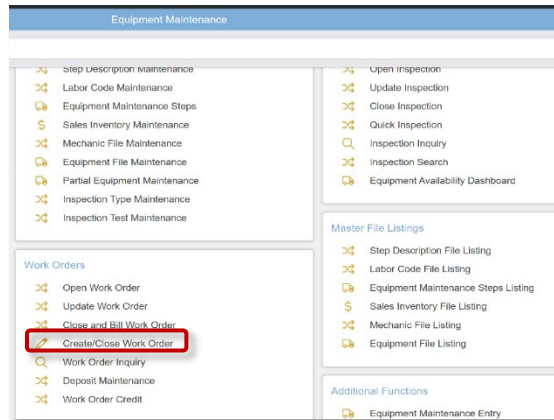 Equipment Maintenance
Step Description Maintenance
Labor Code Maintenance
Equipment Maintenance Steps
Sales Inventory Maintenance
Mechanic File Maintenance
Equipment File Maintenance
Partial Equipment Maintenance
Inspection Type Maintenance
Inspection Test Maintenance
Work Orders
Open Work Order
Update Work Order
Close and Bill Work Order
Create/Close Work Order
Work Order Inquiry
Deposit Maintenance
Work Order Credit
Open Inspection
Update Inspection
Close Inspection
Quick Inspection
Inspection Inquiry
Inspection Search
Equipment Availability Dashboard
Master File Listings
Step Description File Listing
Labor Code File Listing
Equipment Maintenance Steps Listing
Sales Inventory File Listing
Mechanic File Listing
Equipment File Listing
Additional Functions
Equipment Maintenance Entry